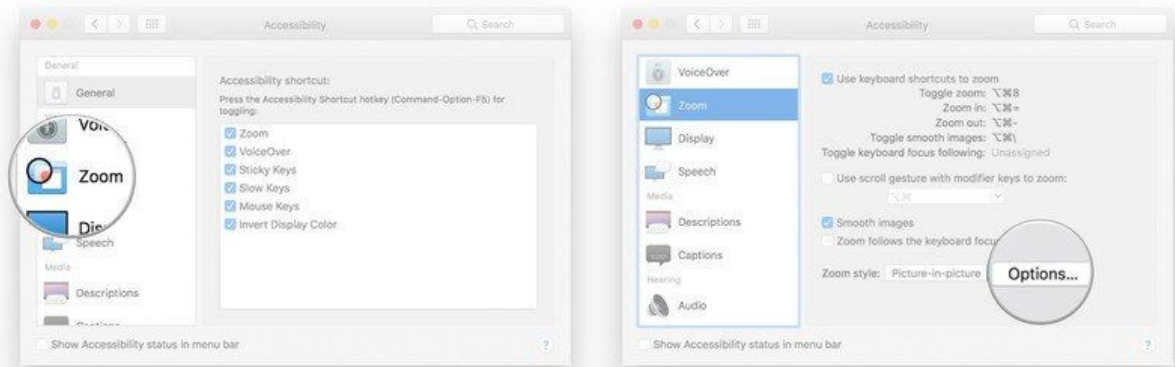 Accessibility
Search
General
General
Zoom
Speech
Media
Descriptions
Accessibility shortcut:
Press the Accessibility Shortcut hotkey (Command-Option-F5) for
toggling:
Zoom
VoiceOver
Sticky Keys
Slow Keys
Mouse Keys
Invert Display Color
Show Accessibility status in menu bar
?
Accessibility
Search
VoiceOver
Zoom
Display
Speech
Media
Descriptions
Captions
Hearing
Audio
Use keyboard shortcuts to zoom
Toggle zoom: ⌥⌘8
Zoom in: ⌥⌘=
Zoom out: ⌥⌘-
Toggle smooth images: ⌥⌘\
Toggle keyboard focus following: Unassigned
Use scroll gesture with modifier keys to zoom:
⌥⌘
Smooth images
Zoom follows the keyboard focu
Zoom style: Picture-in-picture Options...
Show Accessibility status in menu bar
?